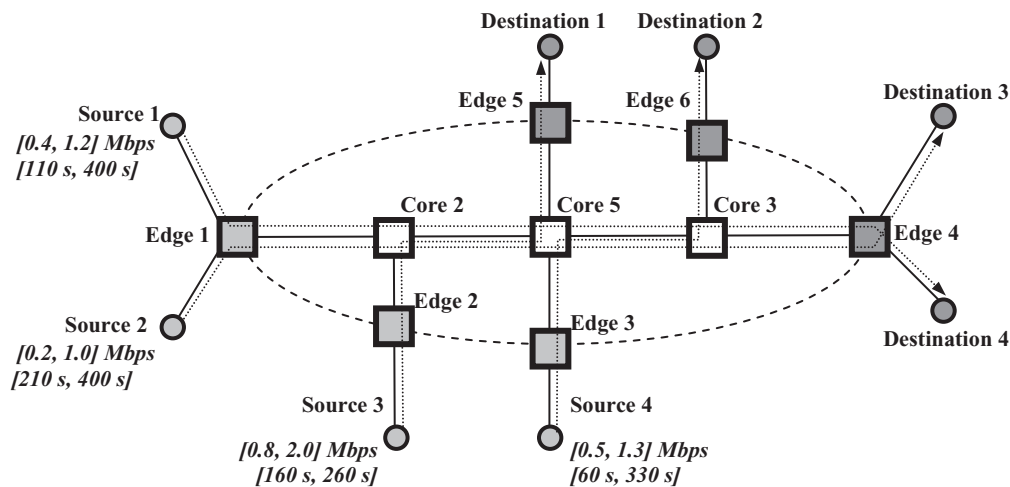 Destination 1
Destination 2
Edge 5
Edge 6
Destination 3
Source 1
[0.4, 1.2] Mbps
[110 s, 400 s]
Core 2
Core 5
Core 3
Edge 1
Edge 4
Edge 2
Edge 3
Source 2
[0.2, 1.0] Mbps
[210 s, 400 s]
Destination 4
Source 3
[0.8, 2.0] Mbps
[160 s, 260 s]
Source 4
[0.5, 1.3] Mbps
[60 s, 330 s]